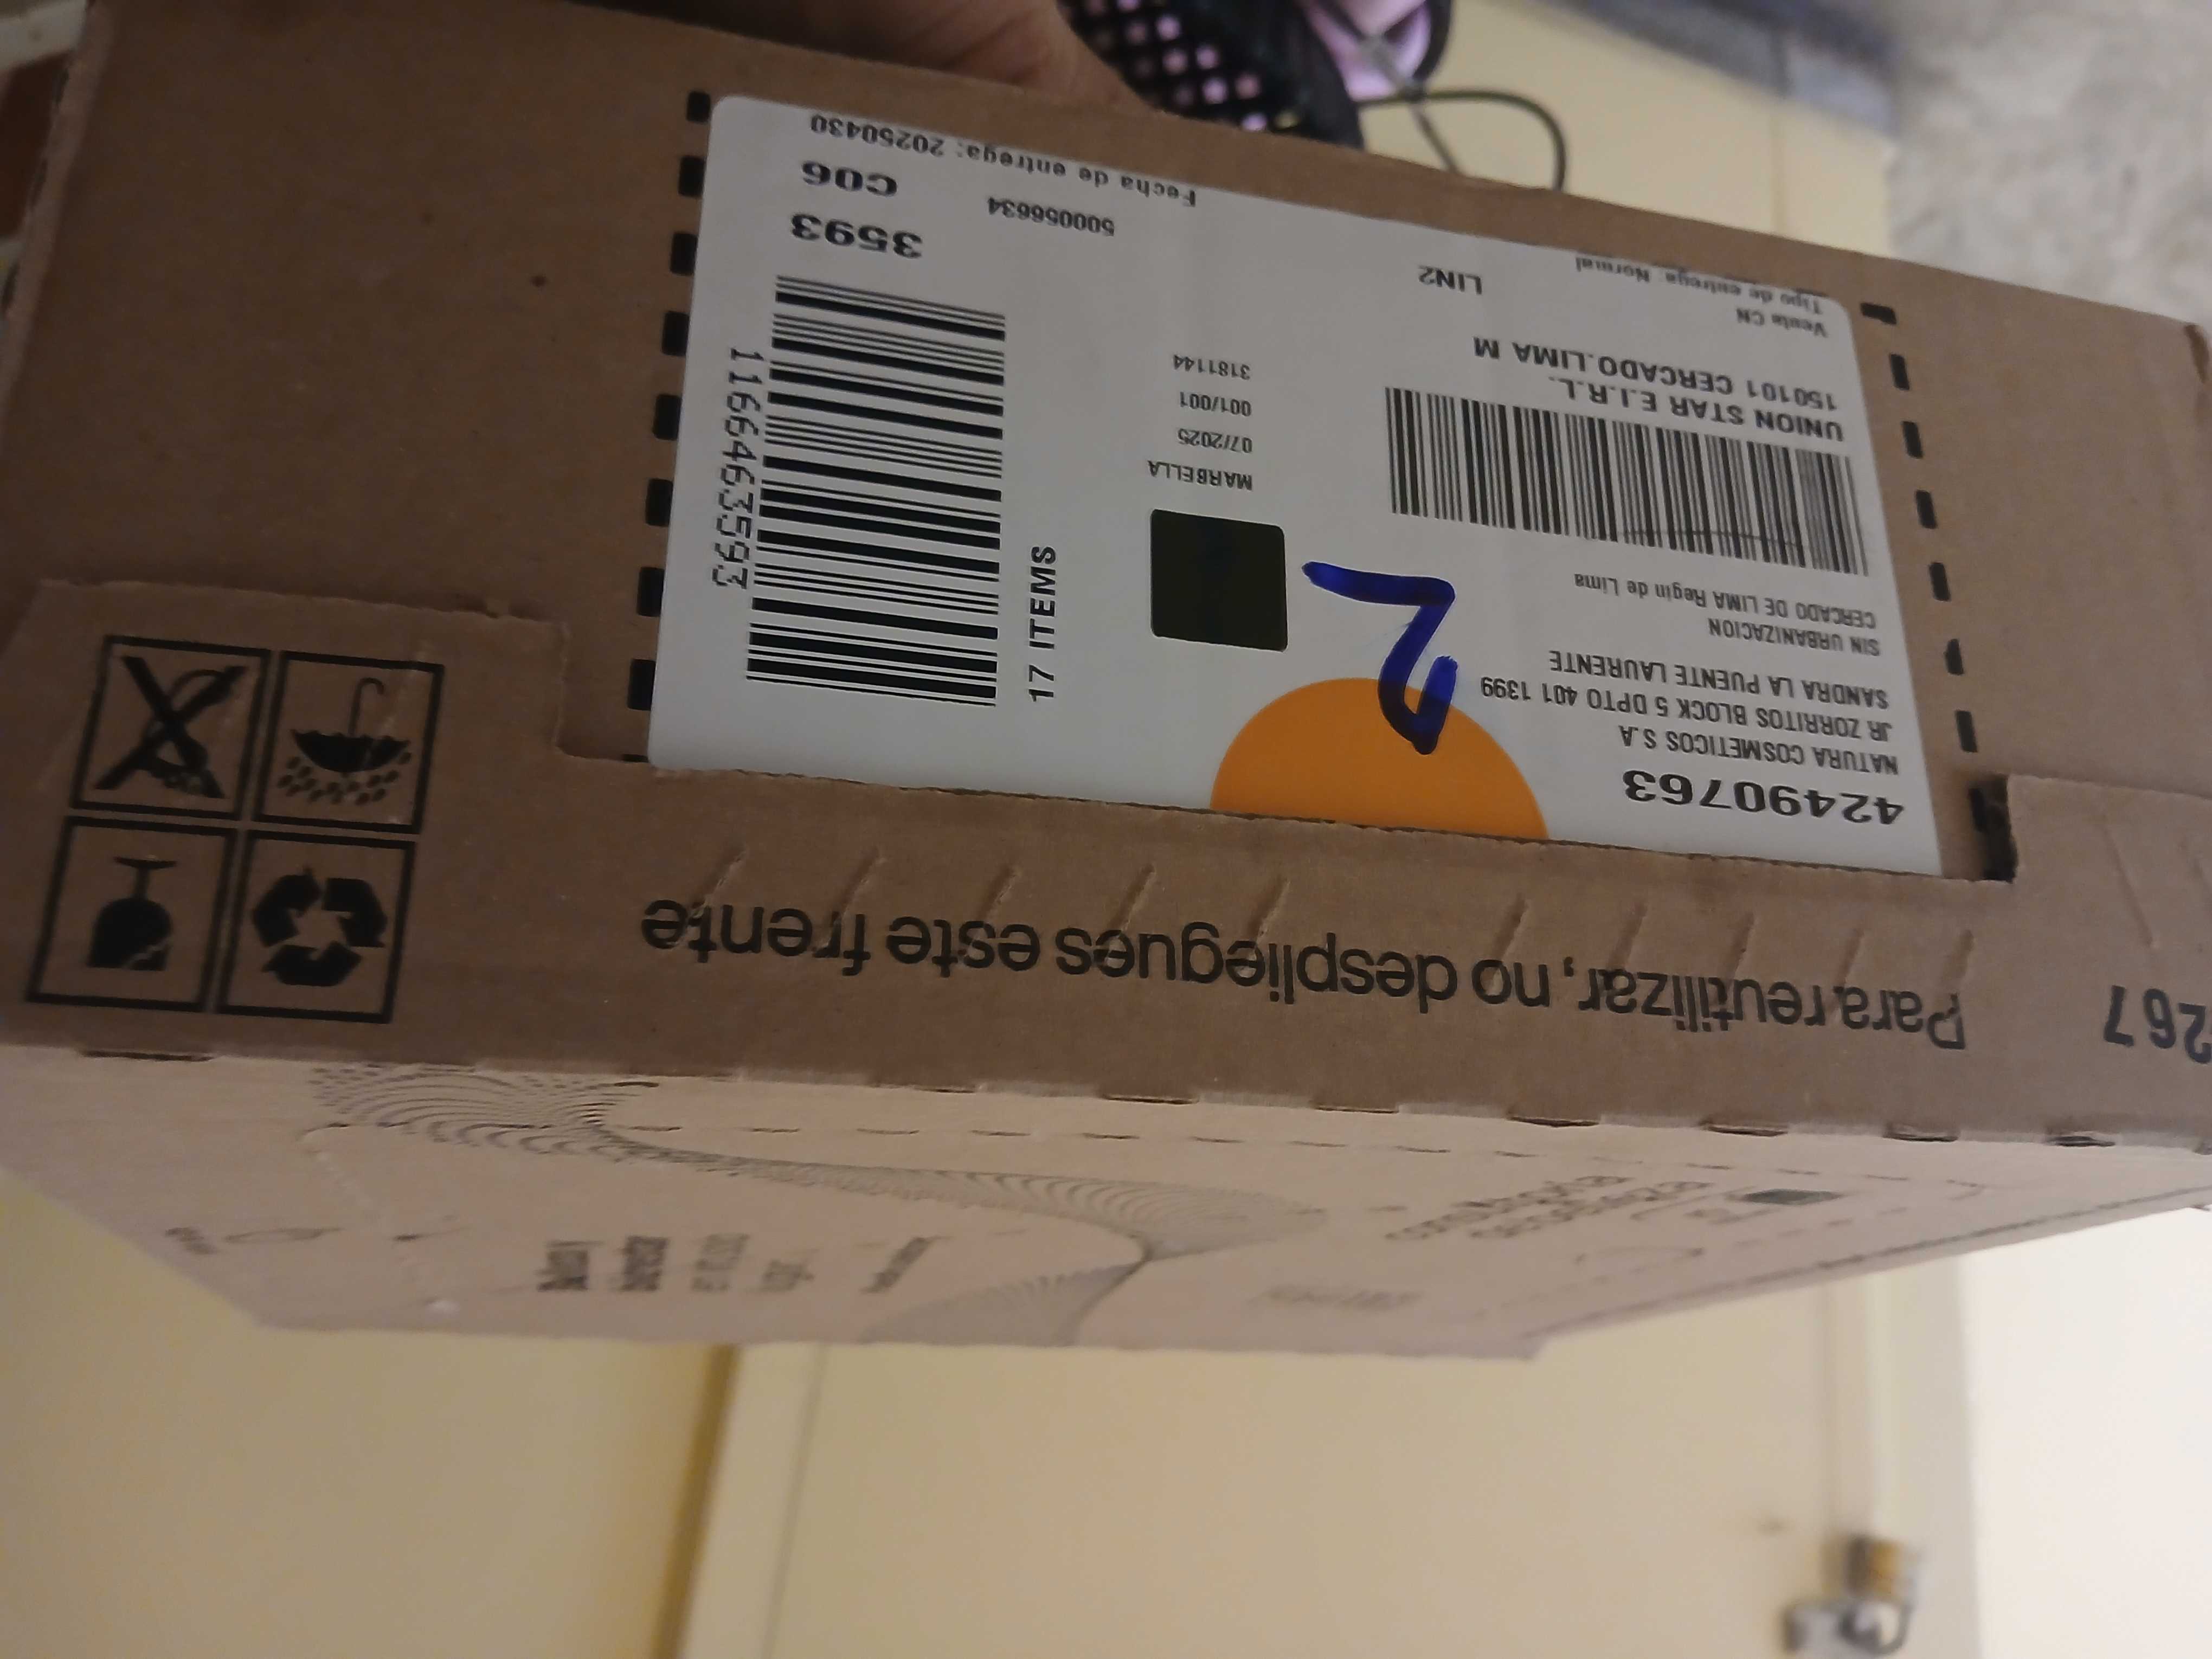 42490763
NATURA COSMETICOS S.A
JR ZORRITOS BLOCK 5 DPTO 401 1399
SANDRA LA PUENTE LAURENTE
SIN URBANIZACION
CERCADO DE LIMA Regin de Lima
UNION STAR E.I.R.L.
150101 CERCADO.LIMA M
Venta CN
Tipo de entrega: Normal
LIN2
2
MARBELLA
07/2025
001/001
3181144
17 ITEMS
1166463593
3593
C06
500056634
Fecha de entrega: 20250430
Para reutilizar, no despliegues este frente
267